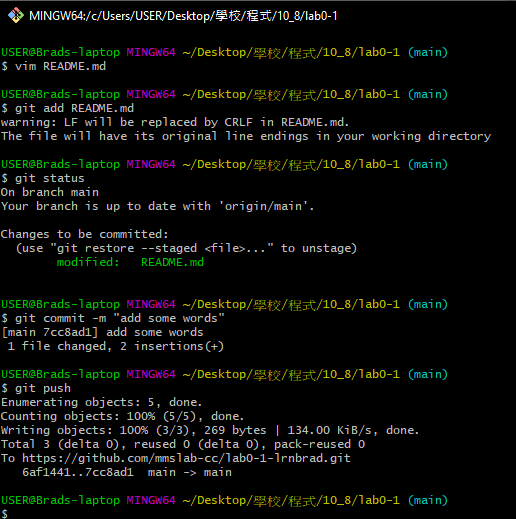 MINGW64:/c/Users/USER/Desktop/學校/程式/10_8/lab0-1
USER@Brads-laptop MINGW64 ~/Desktop/學校/程式/10_8/lab0-1 (main)
$ vim README.md
USER@Brads-laptop MINGW64 ~/Desktop/學校/程式/10_8/lab0-1 (main)
$ git add README.md
warning: LF will be replaced by CRLF in README.md.
The file will have its original line endings in your working directory
USER@Brads-laptop MINGW64 ~/Desktop/學校/程式/10_8/lab0-1 (main)
$ git status
On branch main
Your branch is up to date with 'origin/main'.
Changes to be committed:
(use "git restore --staged <file>..." to unstage)
modified: README.md
USER@Brads-laptop MINGW64 ~/Desktop/學校/程式/10_8/lab0-1 (main)
$ git commit -m "add some words"
[main 7cc8ad1] add some words
1 file changed, 2 insertions(+)
USER@Brads-laptop MINGW64 ~/Desktop/學校/程式/10_8/lab0-1 (main)
$ git push
Enumerating objects: 5, done.
Counting objects: 100% (5/5), done.
Writing objects: 100% (3/3), 269 bytes | 134.00 KiB/s, done.
Total 3 (delta 0), reused 0 (delta 0), pack-reused 0
To https://github.com/mmslab-cc/lab0-1-lrnbrad.git
6af1441..7cc8ad1 main -> main
USER@Brads-laptop MINGW64 ~/Desktop/學校/程式/10_8/lab0-1 (main)
$